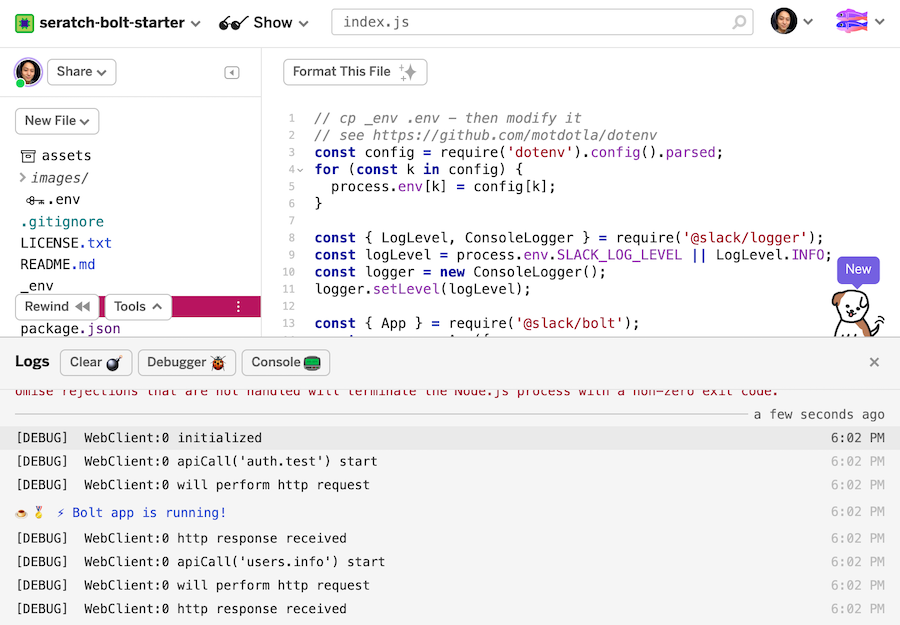 seratch-bolt-starter
Show
index.js
Share
Format This File
New File
assets
images/
.env
.gitignore
LICENSE.txt
README.md
_env
Rewind
Tools
package.json
1 // cp _env .env - then modify it
2 // see https://github.com/motdotla/dotenv
3 const config = require('dotenv').config().parsed;
4 for (const k in config) {
5 process.env[k] = config[k];
6 }
7
8 const { LogLevel, ConsoleLogger } = require('@slack/logger');
9 const logLevel = process.env.SLACK_LOG_LEVEL || LogLevel.INFO;
10 const logger = new ConsoleLogger();
11 logger.setLevel(logLevel);
12
13 const { App } = require('@slack/bolt');
New
Logs
Clear
Debugger
Console
omise rejections that are not handled will terminate the Node.js process with a non-zero exit code.
a few seconds ago
[DEBUG] WebClient:0 initialized 6:02 PM
[DEBUG] WebClient:0 apiCall('auth.test') start 6:02 PM
[DEBUG] WebClient:0 will perform http request 6:02 PM
⚡ Bolt app is running! 6:02 PM
[DEBUG] WebClient:0 http response received 6:02 PM
[DEBUG] WebClient:0 apiCall('users.info') start 6:02 PM
[DEBUG] WebClient:0 will perform http request 6:02 PM
[DEBUG] WebClient:0 http response received 6:02 PM